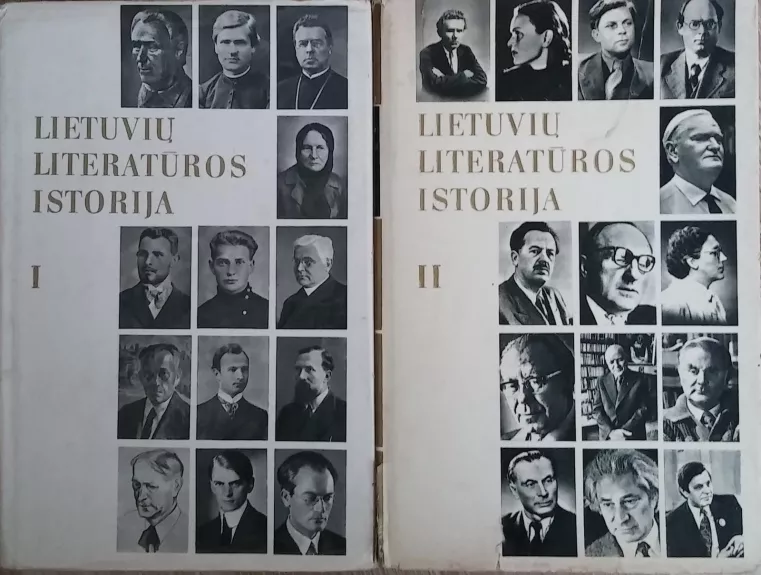 LIETUVIŲ
LITERATŪROS
ISTORIJA
I
LIETUVIŲ
LITERATŪROS
ISTORIJA
II